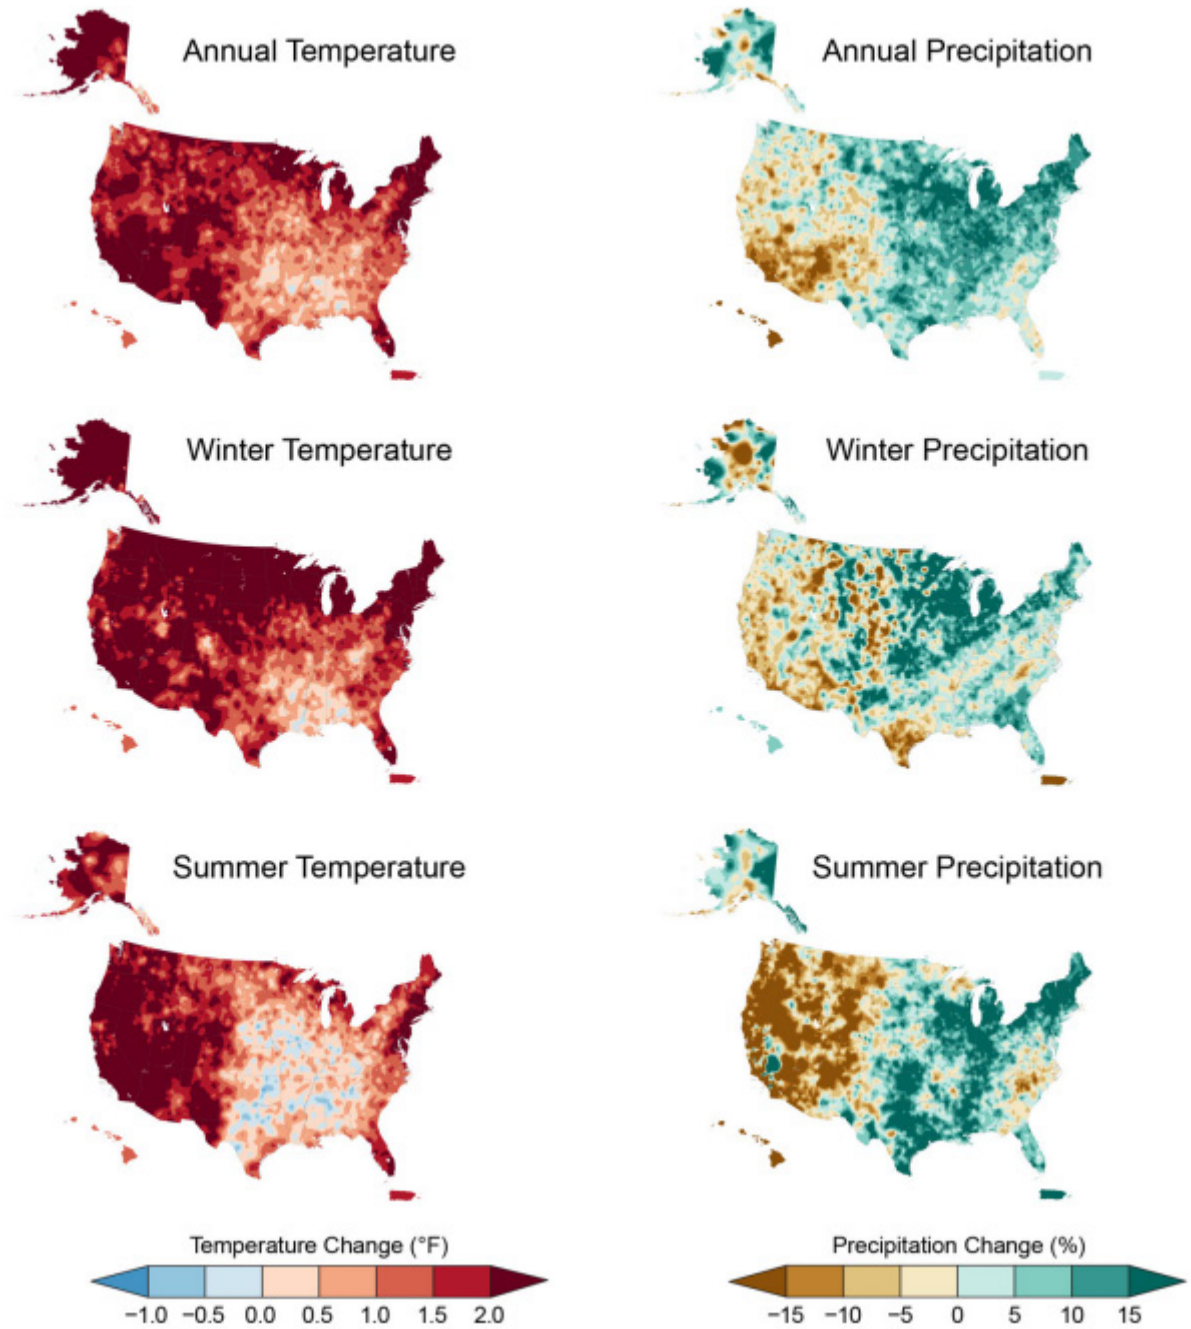 Annual Temperature
Annual Precipitation
Winter Temperature
Winter Precipitation
Summer Temperature
Summer Precipitation
Temperature Change (°F)
−1.0 −0.5 0.0 0.5 1.0 1.5 2.0
Precipitation Change (%)
−15 −10 −5 0 5 10 15